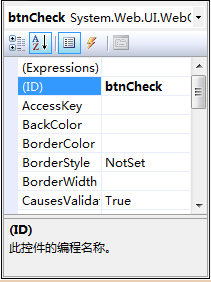 btnCheck System.Web.UI.WebC
(Expressions)
(ID) btnCheck
AccessKey
BackColor
BorderColor
BorderStyle NotSet
BorderWidth
CausesValidat True
(ID)
此控件的编程名称。